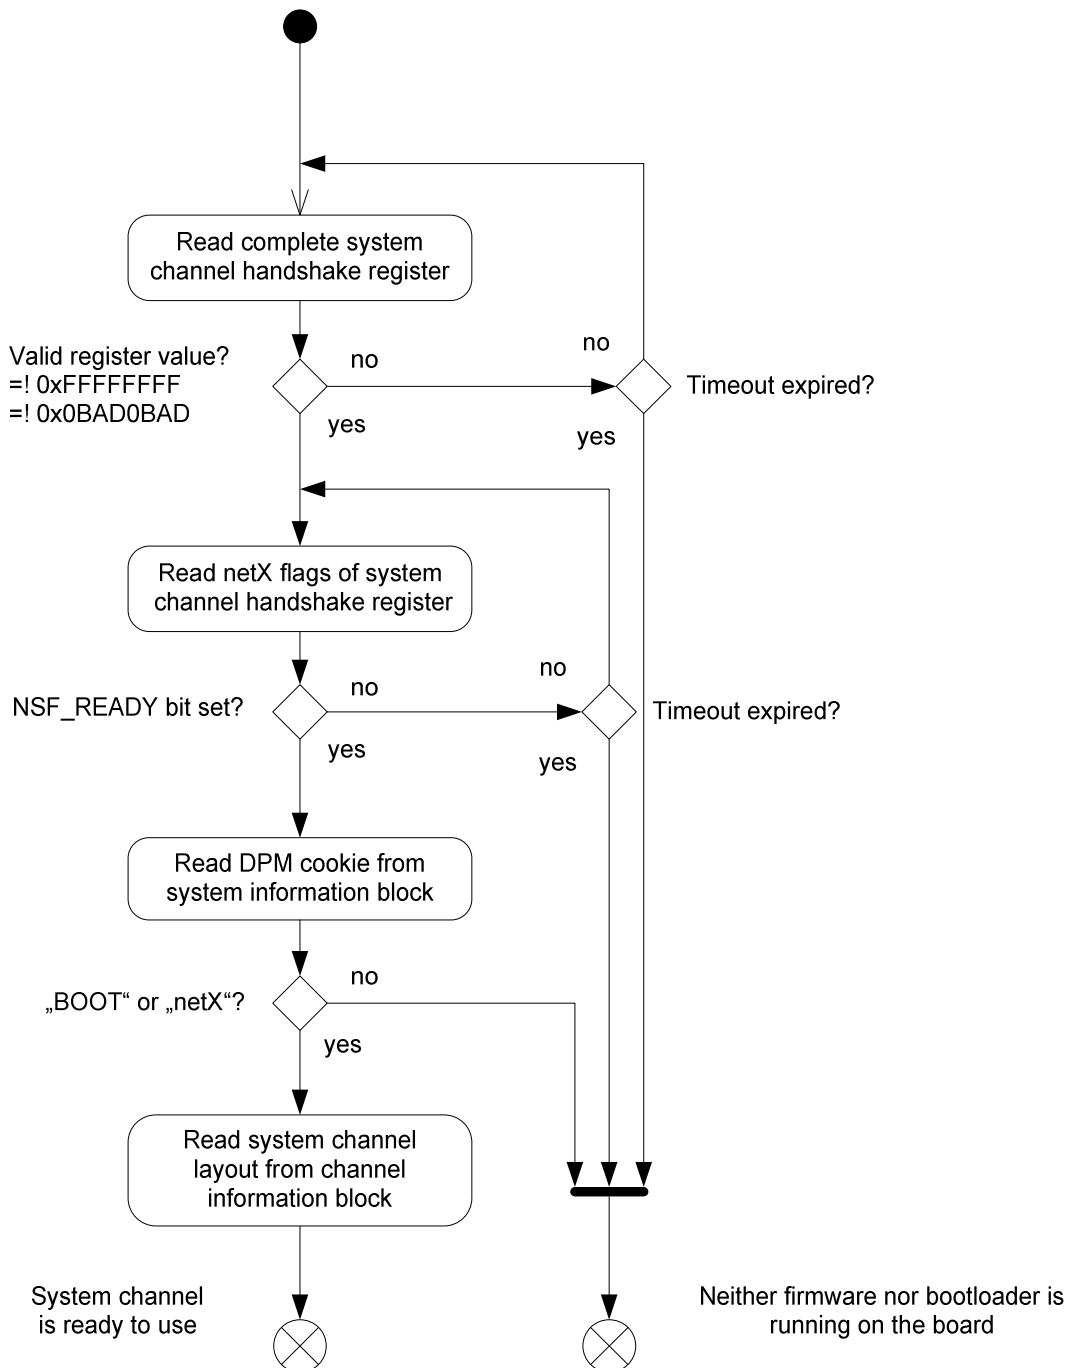 Read complete system
channel handshake register
Valid register value?
=! 0xFFFFFFFF
=! 0x0BAD0BAD
no
no
Timeout expired?
yes
yes
Read netX flags of system
channel handshake register
NSF_READY bit set?
no
no
Timeout expired?
yes
yes
Read DPM cookie from
system information block
„BOOT“ or „netX“?
no
yes
Read system channel
layout from channel
information block
System channel
is ready to use
Neither firmware nor bootloader is
running on the board